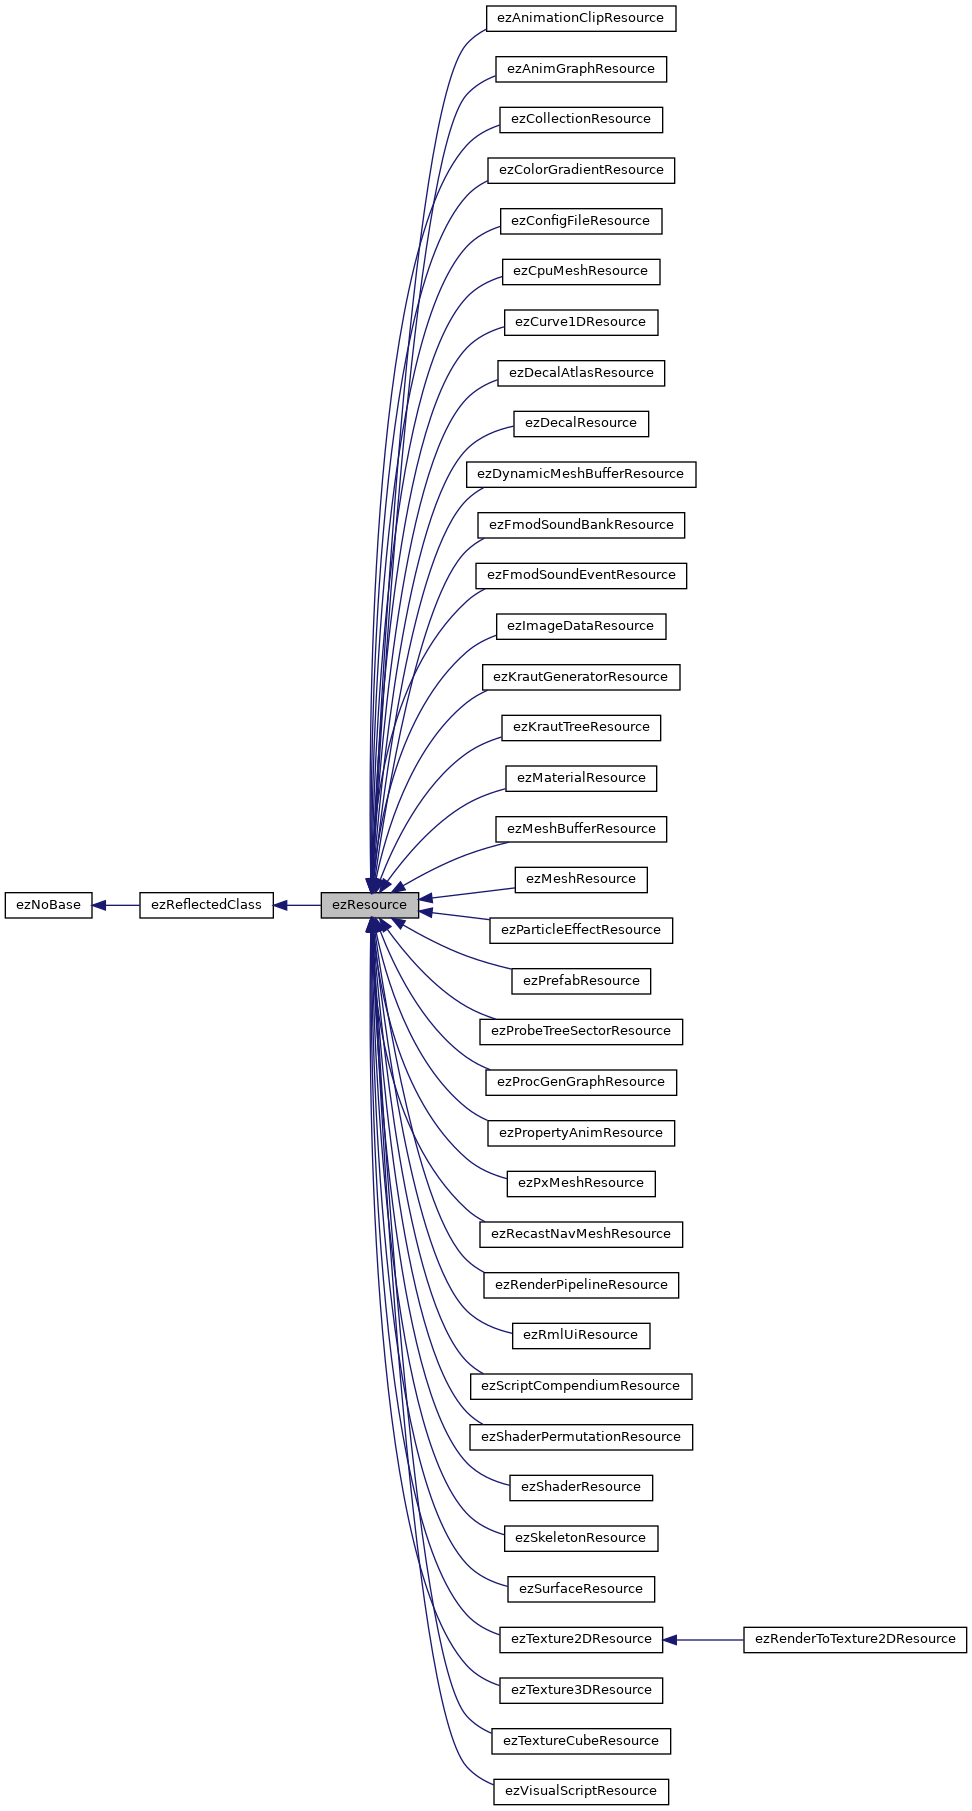 ezAnimationClipResource
ezAnimGraphResource
ezCollectionResource
ezColorGradientResource
ezConfigFileResource
ezCpuMeshResource
ezCurve1DResource
ezDecalAtlasResource
ezDecalResource
ezDynamicMeshBufferResource
ezFmodSoundBankResource
ezFmodSoundEventResource
ezImageDataResource
ezKrautGeneratorResource
ezKrautTreeResource
ezMaterialResource
ezMeshBufferResource
ezMeshResource
ezNoBase
ezReflectedClass
ezResource
ezParticleEffectResource
ezPrefabResource
ezProbeTreeSectorResource
ezProcGenGraphResource
ezPropertyAnimResource
ezPxMeshResource
ezRecastNavMeshResource
ezRenderPipelineResource
ezRmlUiResource
ezScriptCompendiumResource
ezShaderPermutationResource
ezShaderResource
ezSkeletonResource
ezSurfaceResource
ezTexture2DResource
ezRenderToTexture2DResource
ezTexture3DResource
ezTextureCubeResource
ezVisualScriptResource